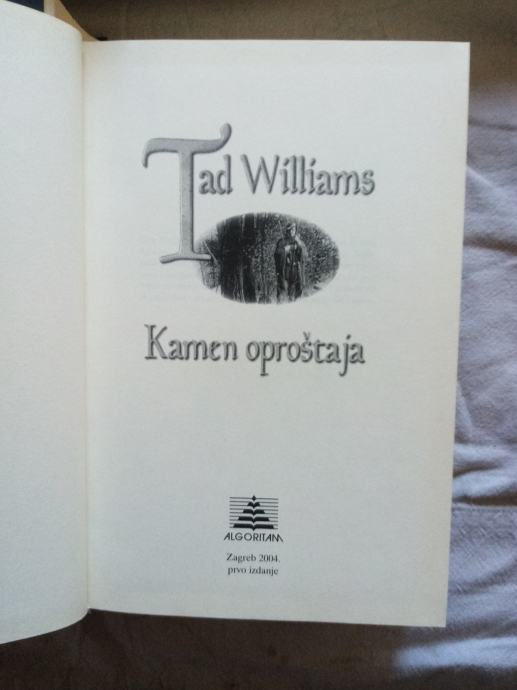 Tad Williams
Kamen oproštaja
ALGORITAM
Zagreb 2004.
prvo izdanje